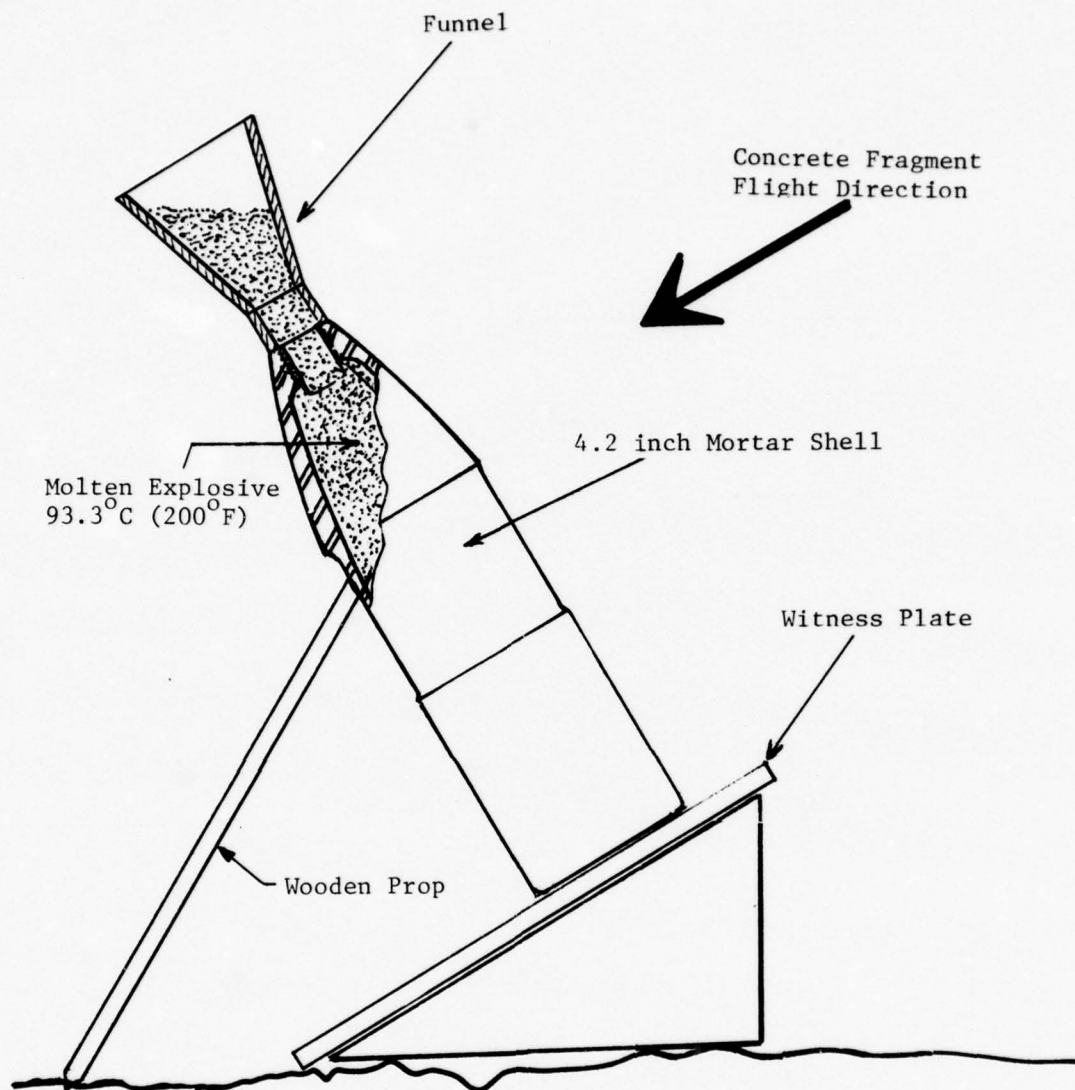 Funnel
Concrete Fragment
Flight Direction
4.2 inch Mortar Shell
Molten Explosive
93.3°C (200°F)
Witness Plate
Wooden Prop